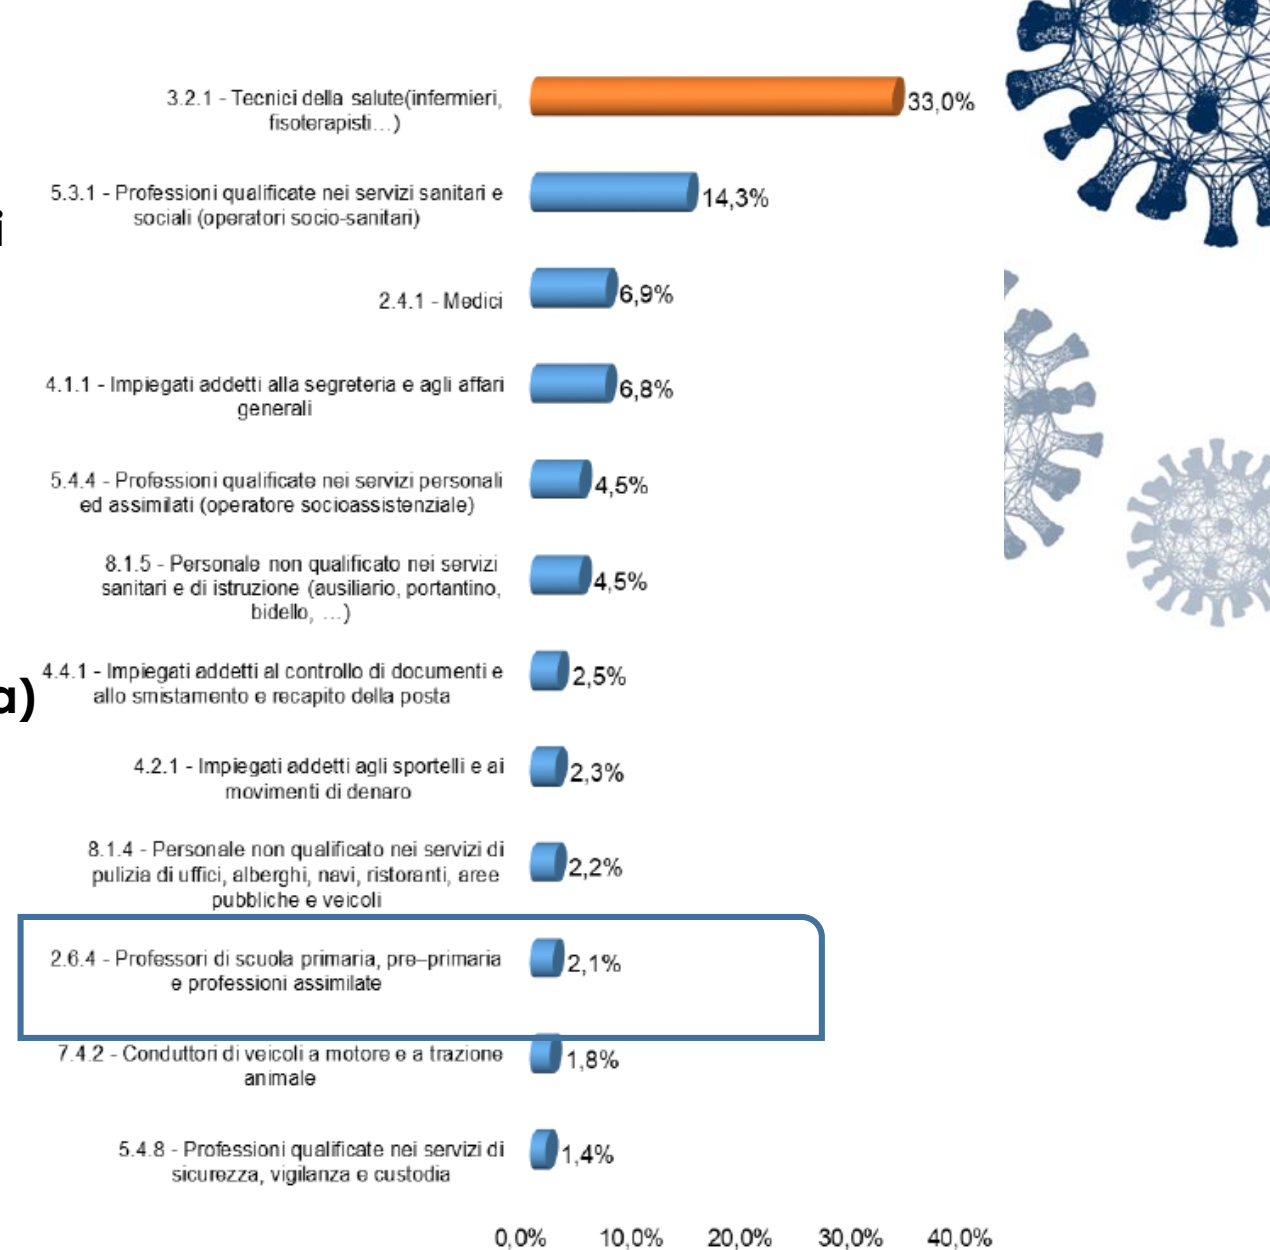 3.2.1 - Tecnici della salute(infermieri,
fisoterapisti...)
33,0%
5.3.1 - Professioni qualificate nei servizi sanitari e
sociali (operatori socio-sanitari)
14,3%
i
2.4.1 - Medici
6,9%
4.1.1 - Impiegati addetti alla segreteria e agli affari
generali
6,8%
5.4.4 - Professioni qualificate nei servizi personali
ed assimilati (operatore socioassistenziale)
4,5%
8.1.5 - Personale non qualificato nei servizi
sanitari e di istruzione (ausiliario, portantino,
bidello, ...)
4,5%
4.4.1 - Impiegati addetti al controllo di documenti e
allo smistamento e recapito della posta
2,5%
a)
4.2.1 - Impiegati addetti agli sportelli e ai
movimenti di denaro
2,3%
8.1.4 - Personale non qualificato nei servizi di
pulizia di uffici, alberghi, navi, ristoranti, aree
pubbliche e veicoli
2,2%
2.6.4 - Professori di scuola primaria, pre–primaria
e professioni assimilate
2,1%
7.4.2 - Conduttori di veicoli a motore e a trazione
animale
1,8%
5.4.8 - Professioni qualificate nei servizi di
sicurezza, vigilanza e custodia
1,4%
0,0% 10,0% 20,0% 30,0% 40,0%